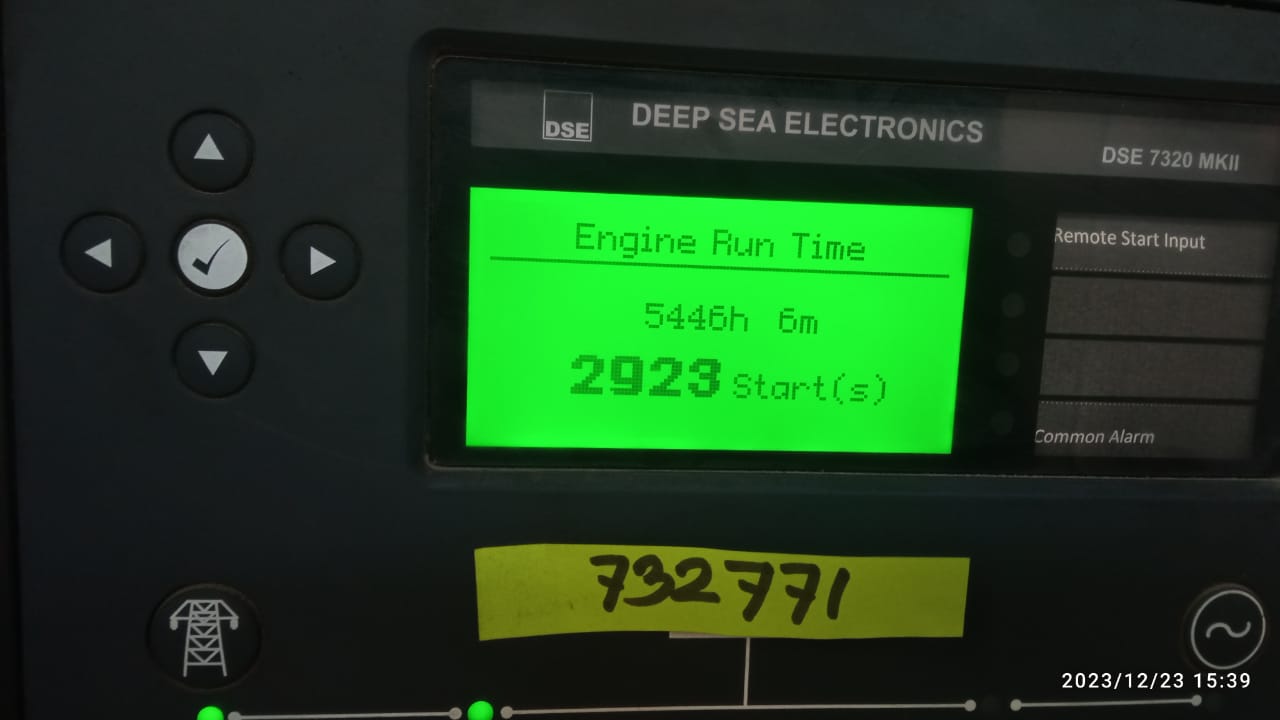 DSE
DEEP SEA ELECTRONICS
DSE 7320 MKII
Engine Run Time
5446h 6m
2923 Start(s)
Remote Start Input
Common Alarm
732771
2023/12/23 15:39